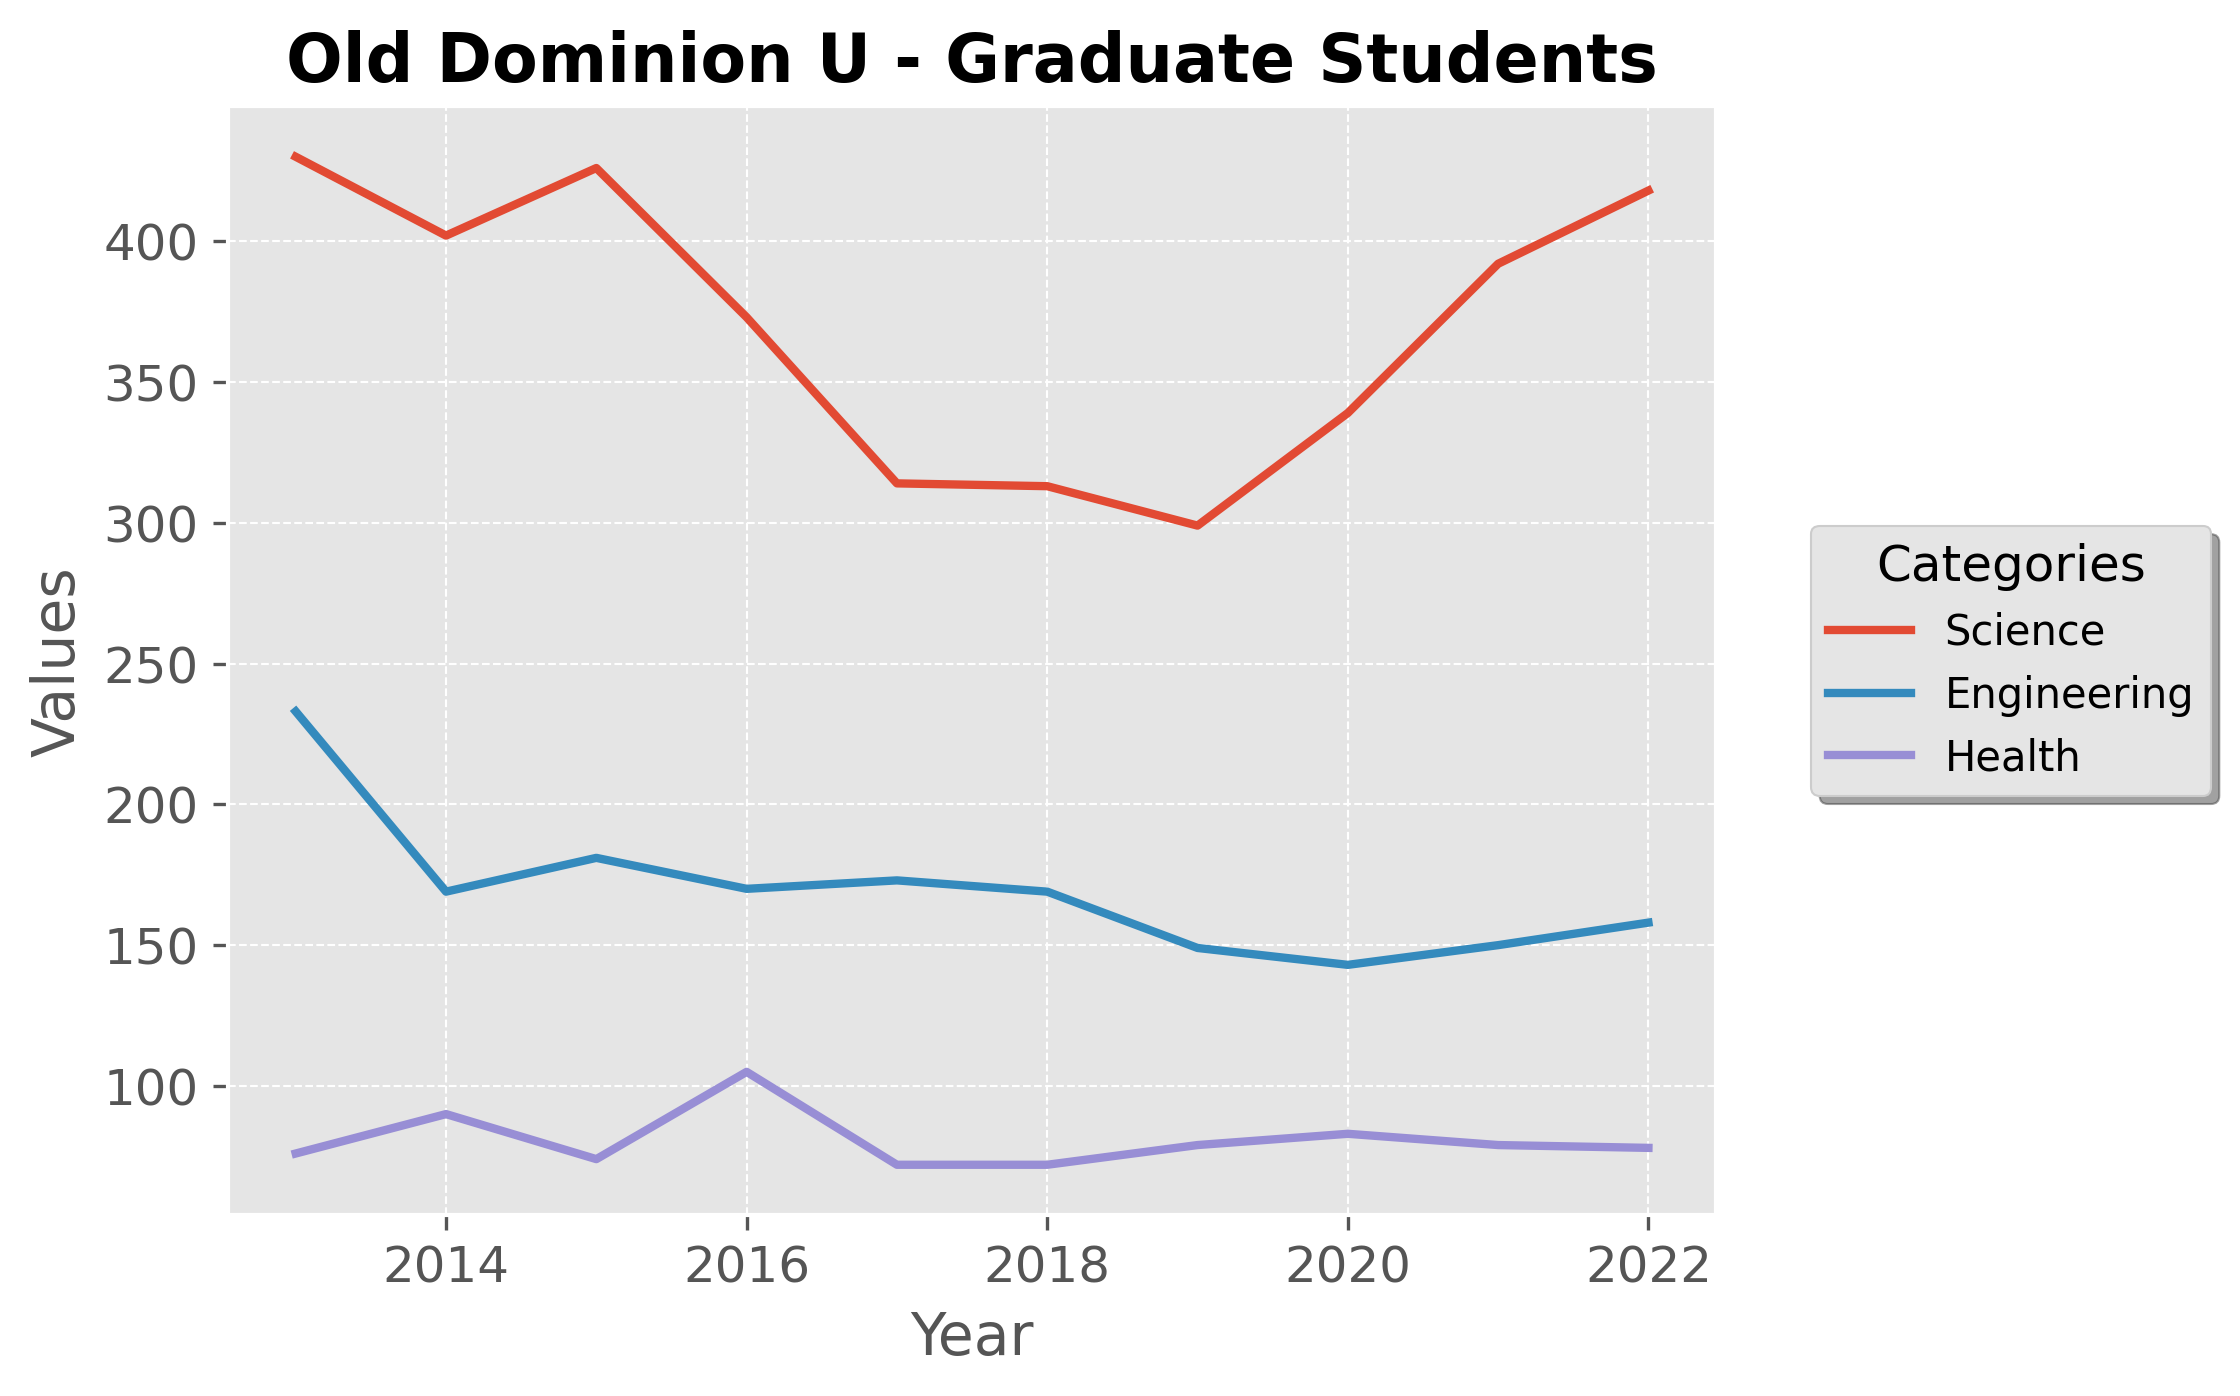 Old Dominion U - Graduate Students
400
350
300
250
200
150
100
Values
2014 2016 2018 2020 2022
Year
Categories
Science
Engineering
Health